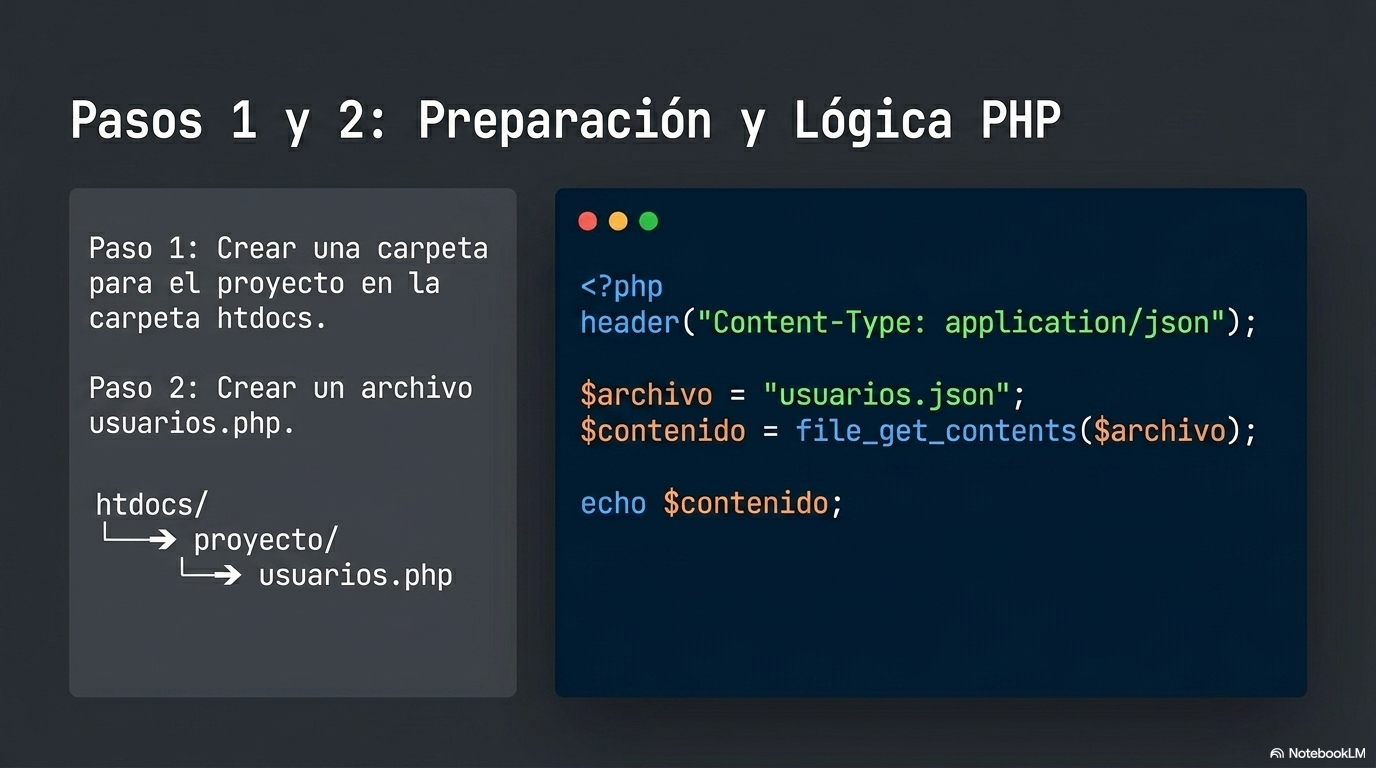 Pasos 1 y 2: Preparación y Lógica PHP
Paso 1: Crear una carpeta
para el proyecto en la
carpeta htdocs.
Paso 2: Crear un archivo
usuarios.php.
htdocs/
└─➔ proyecto/
└─➔ usuarios.php
<?php
header("Content-Type: application/json");
$archivo = "usuarios.json";
$contenido = file_get_contents($archivo);
echo $contenido;
NotebookLM